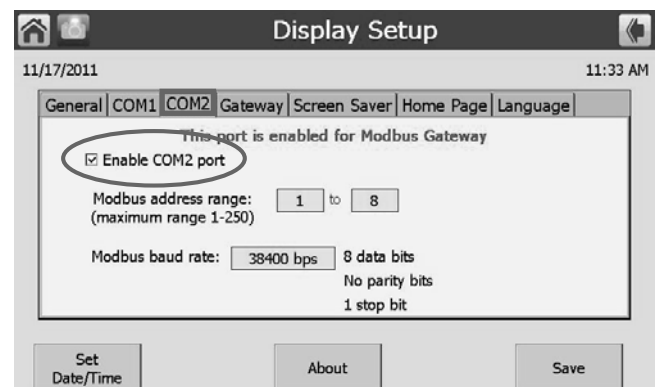 Display Setup
11/17/2011 11:33 AM
General COM1 COM2 Gateway Screen Saver Home Page Language
This port is enabled for Modbus Gateway
Enable COM2 port
Modbus address range: 1 to 8
(maximum range 1-250)
Modbus baud rate: 38400 bps 8 data bits
No parity bits
1 stop bit
Set
Date/Time
About
Save